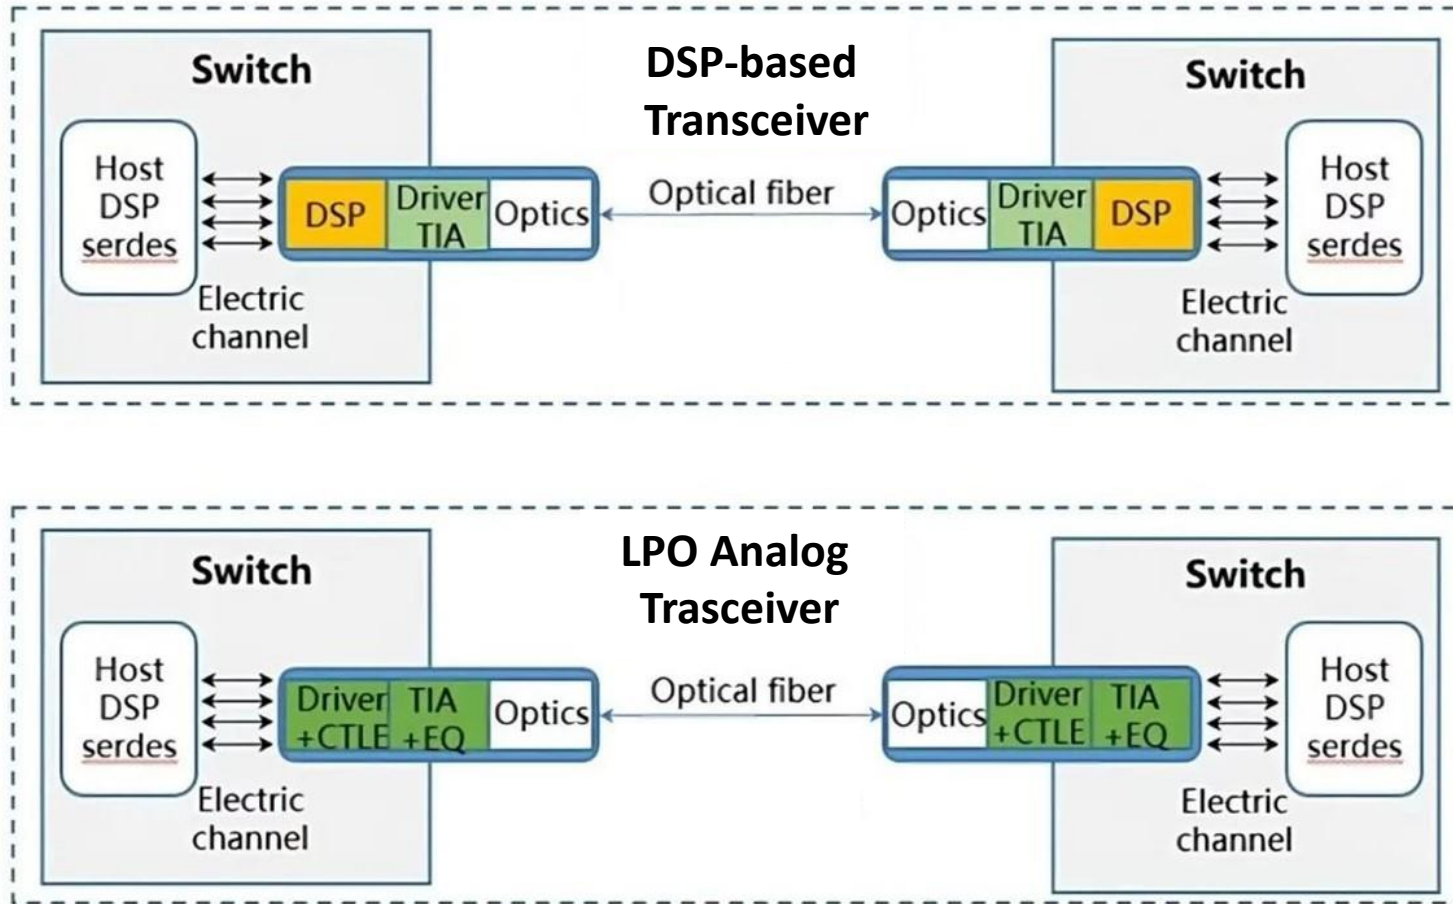 DSP-based
Transceiver
Switch
Host
DSP
serdes
Electric
channel
DSP
Driver
TIA
Optics
Optical fiber
Optics
Driver
TIA
DSP
Switch
Host
DSP
serdes
Electric
channel
LPO Analog
Trasceiver
Switch
Host
DSP
serdes
Electric
channel
Driver
+CTLE
TIA
+EQ
Optics
Optical fiber
Optics
Driver
+CTLE
TIA
+EQ
Switch
Host
DSP
serdes
Electric
channel